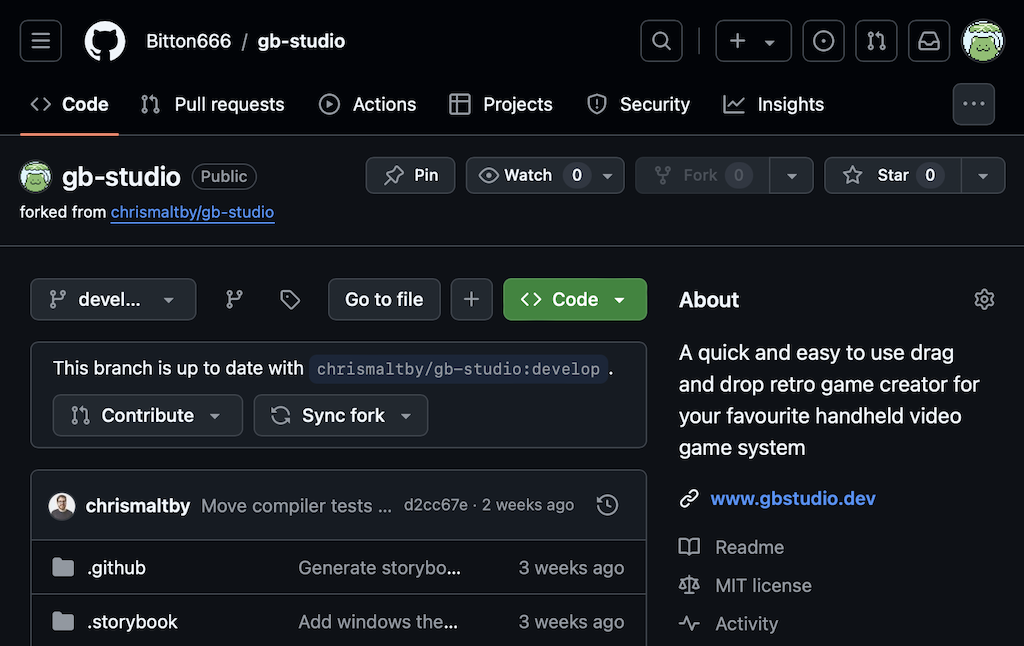 Bitton666 / gb-studio
Code Pull requests Actions Projects Security Insights
gb-studio Public Pin Watch 0 Fork 0 Star 0
forked from chrismaltby/gb-studio
devel... Go to file Code About
This branch is up to date with chrismaltby/gb-studio:develop .
Contribute Sync fork
chrismaltby Move compiler tests ... d2cc67e · 2 weeks ago
.github Generate storybo... 3 weeks ago
.storybook Add windows the... 3 weeks ago
A quick and easy to use drag
and drop retro game creator for
your favourite handheld video
game system
www.gbstudio.dev
Readme
MIT license
Activity